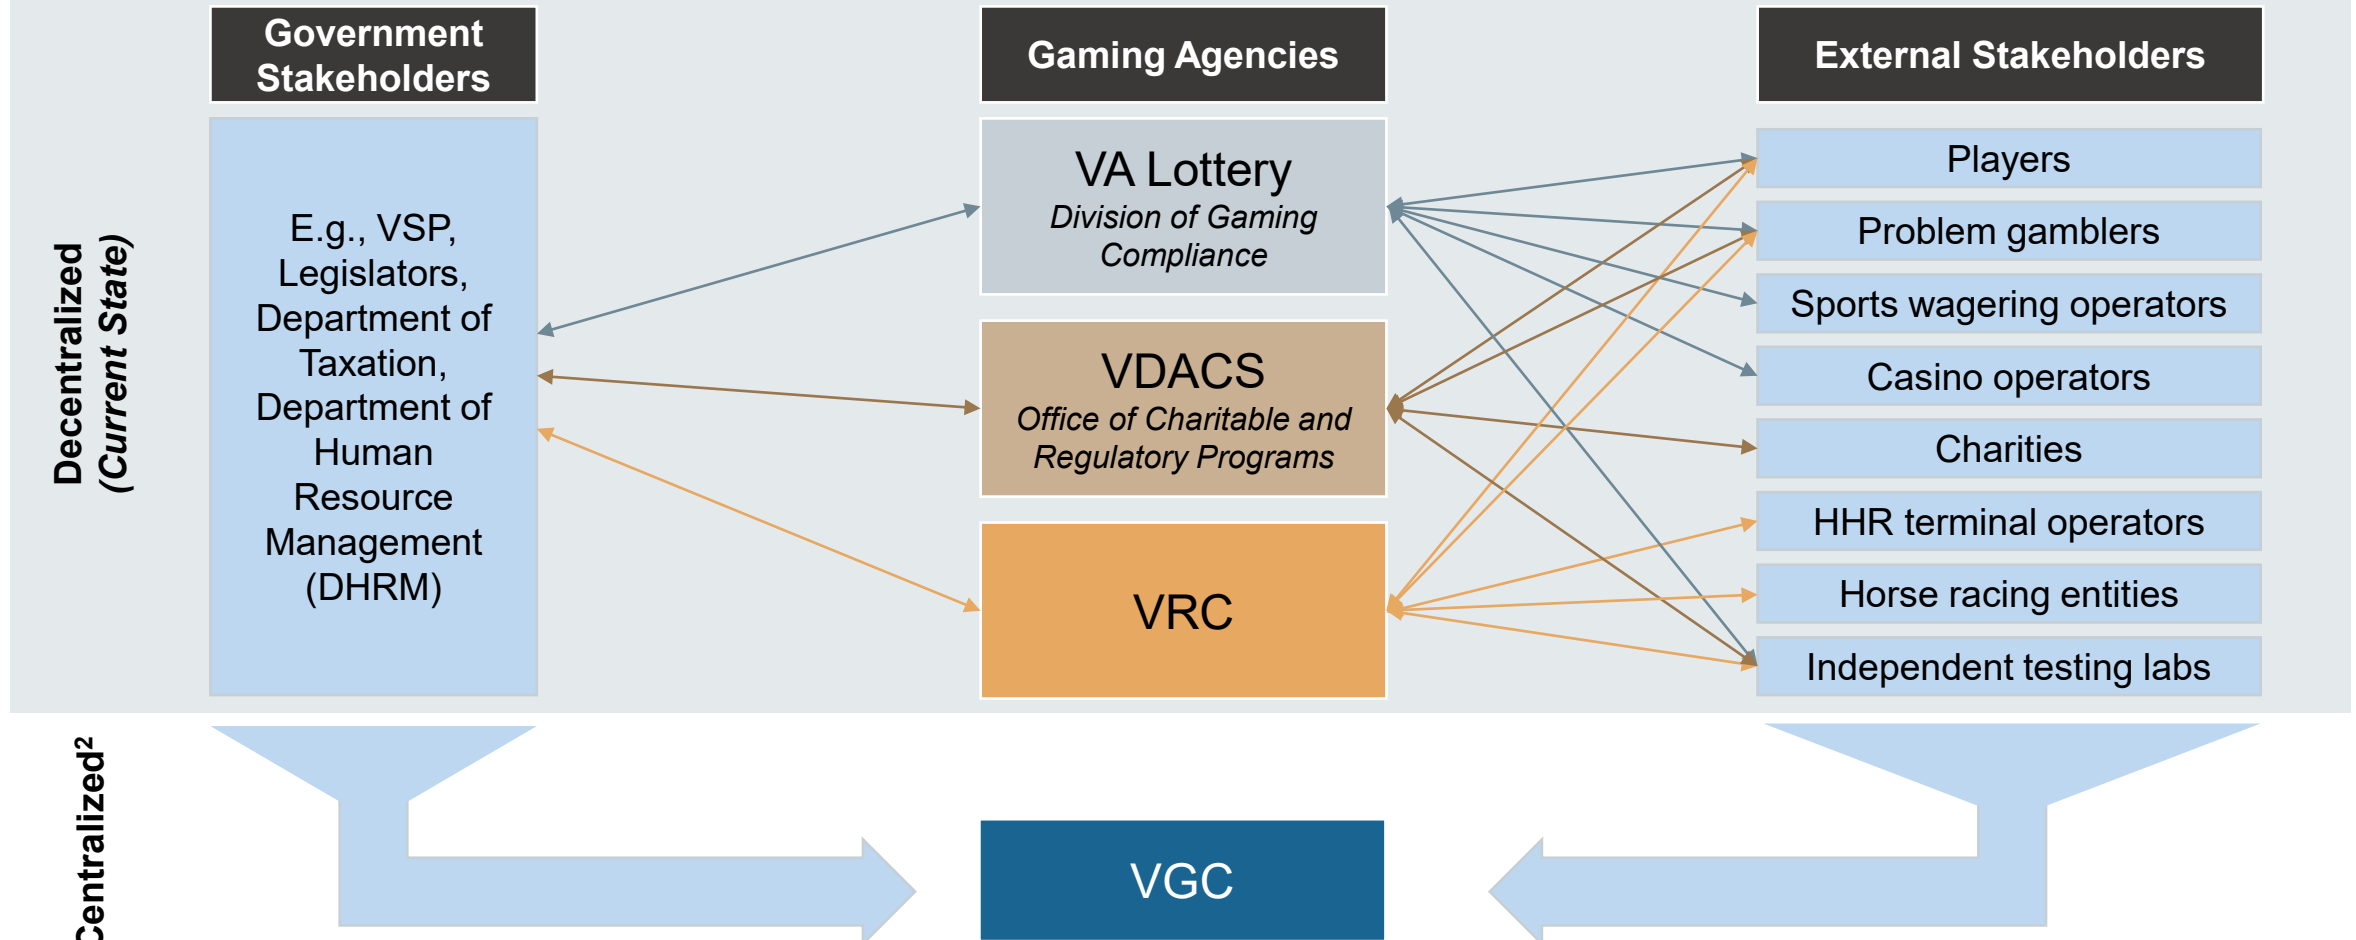 Government
Stakeholders
Gaming Agencies
External Stakeholders
Decentralized
(Current State)
E.g., VSP,
Legislators,
Department of
Taxation,
Department of
Human
Resource
Management
(DHRM)
VA Lottery
Division of Gaming
Compliance
VDACS
Office of Charitable and
Regulatory Programs
VRC
Players
Problem gamblers
Sports wagering operators
Casino operators
Charities
HHR terminal operators
Horse racing entities
Independent testing labs
Centralized²
VGC